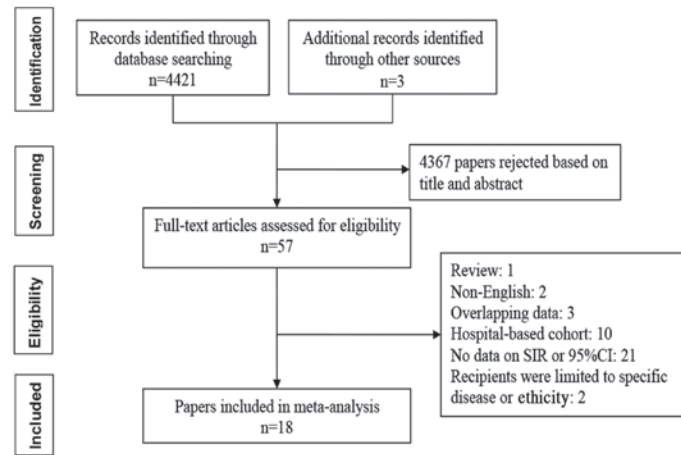 Identification
Records identified through
database searching
n=4421
Additional records identified
through other sources
n=3
Screening
4367 papers rejected based on
title and abstract
Full-text articles assessed for eligibility
n=57
Eligibility
Review: 1
Non-English: 2
Overlapping data: 3
Hospital-based cohort: 10
No data on SIR or 95%CI: 21
Recipients were limited to specific
disease or ethicity: 2
Included
Papers included in meta-analysis
n=18